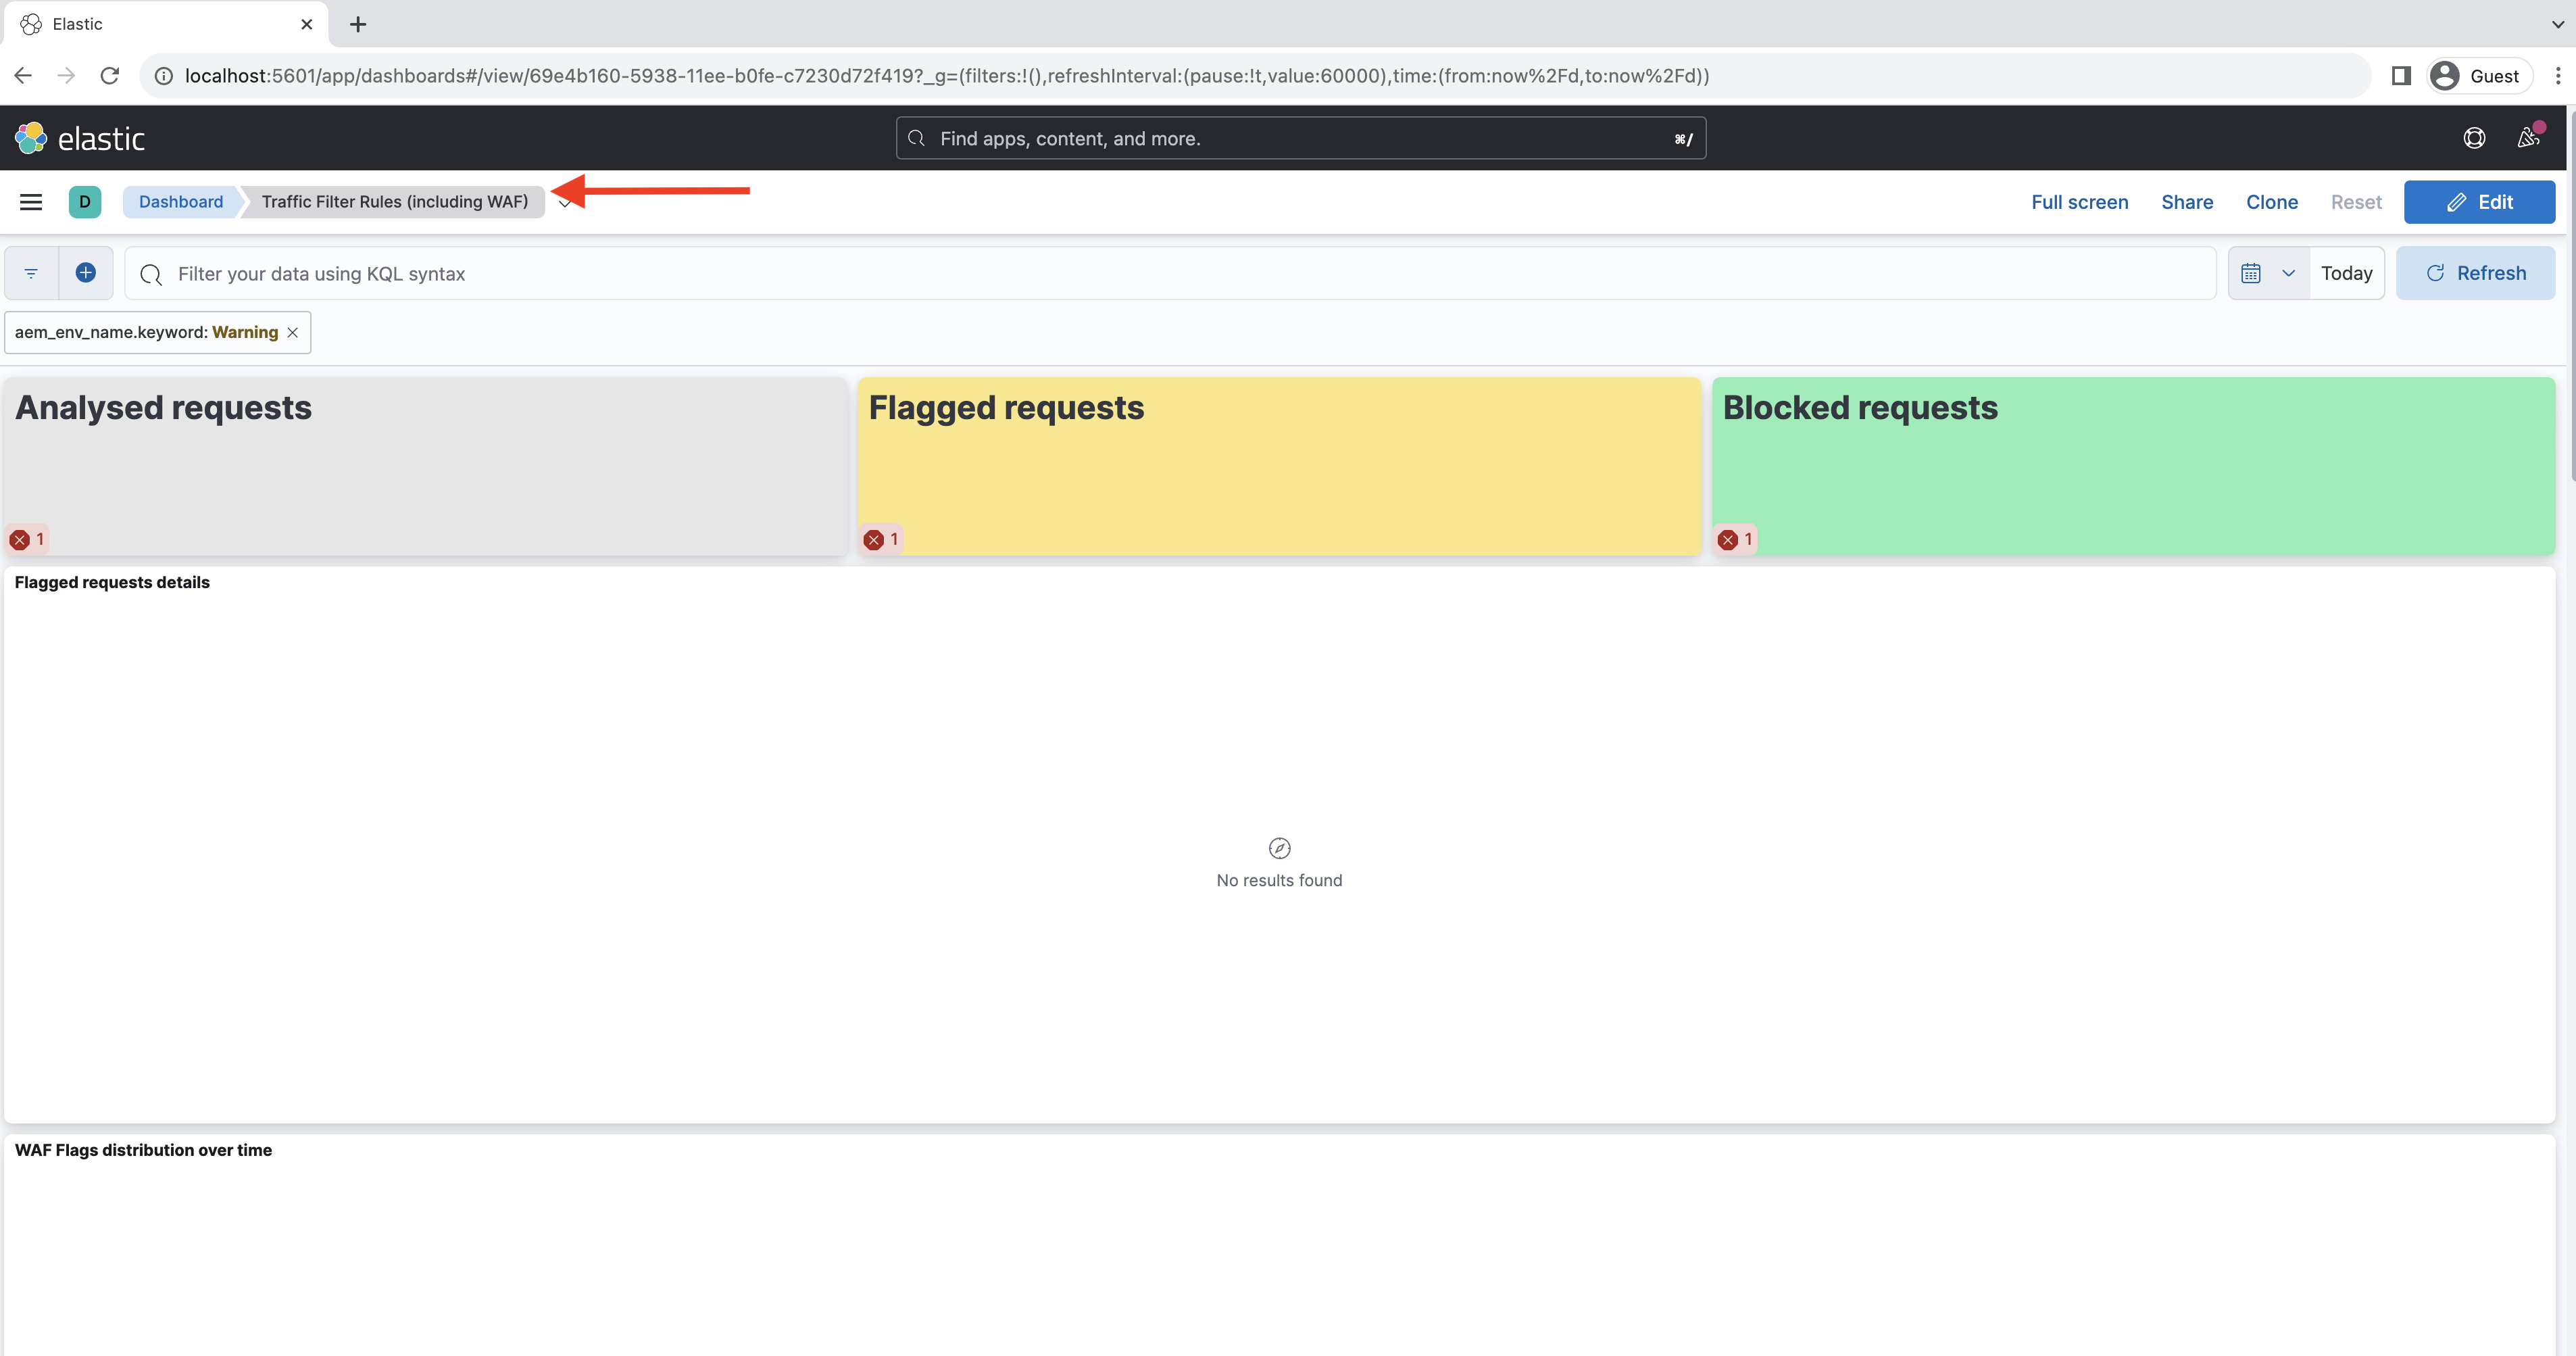 Elastic
localhost:5601/app/dashboards#/view/69e4b160-5938-11ee-b0fe-c7230d72f419?_g=(filters:!(),refreshInterval:(pause:!t,value:60000),time:(from:now%2Fd,to:now%2Fd))
Guest
elastic
Find apps, content, and more.
⌘/
D
Dashboard
Traffic Filter Rules (including WAF)
Full screen
Share
Clone
Reset
Edit
Filter your data using KQL syntax
Today
Refresh
aem_env_name.keyword: Warning
Analysed requests
Flagged requests
Blocked requests
1
1
1
Flagged requests details
No results found
WAF Flags distribution over time